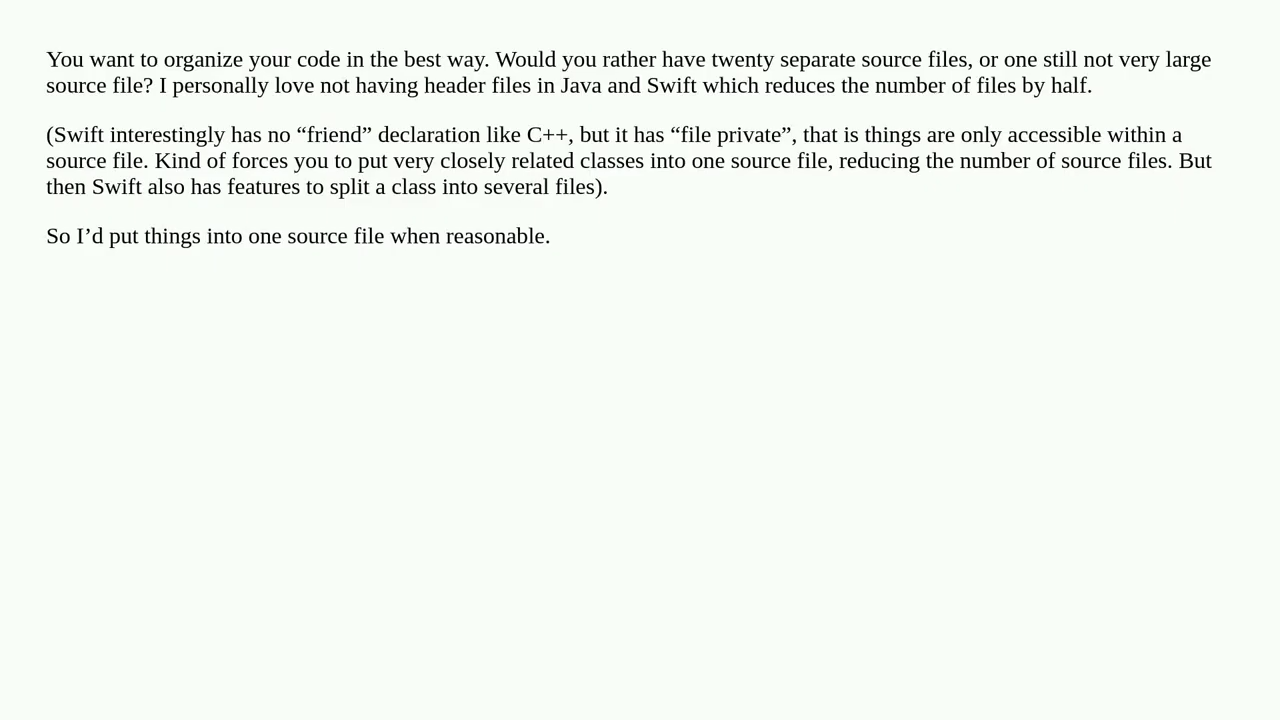 You want to organize your code in the best way. Would you rather have twenty separate source files, or one still not very large
source file? I personally love not having header files in Java and Swift which reduces the number of files by half.
(Swift interestingly has no “friend” declaration like C++, but it has “file private”, that is things are only accessible within a
source file. Kind of forces you to put very closely related classes into one source file, reducing the number of source files. But
then Swift also has features to split a class into several files).
So I’d put things into one source file when reasonable.